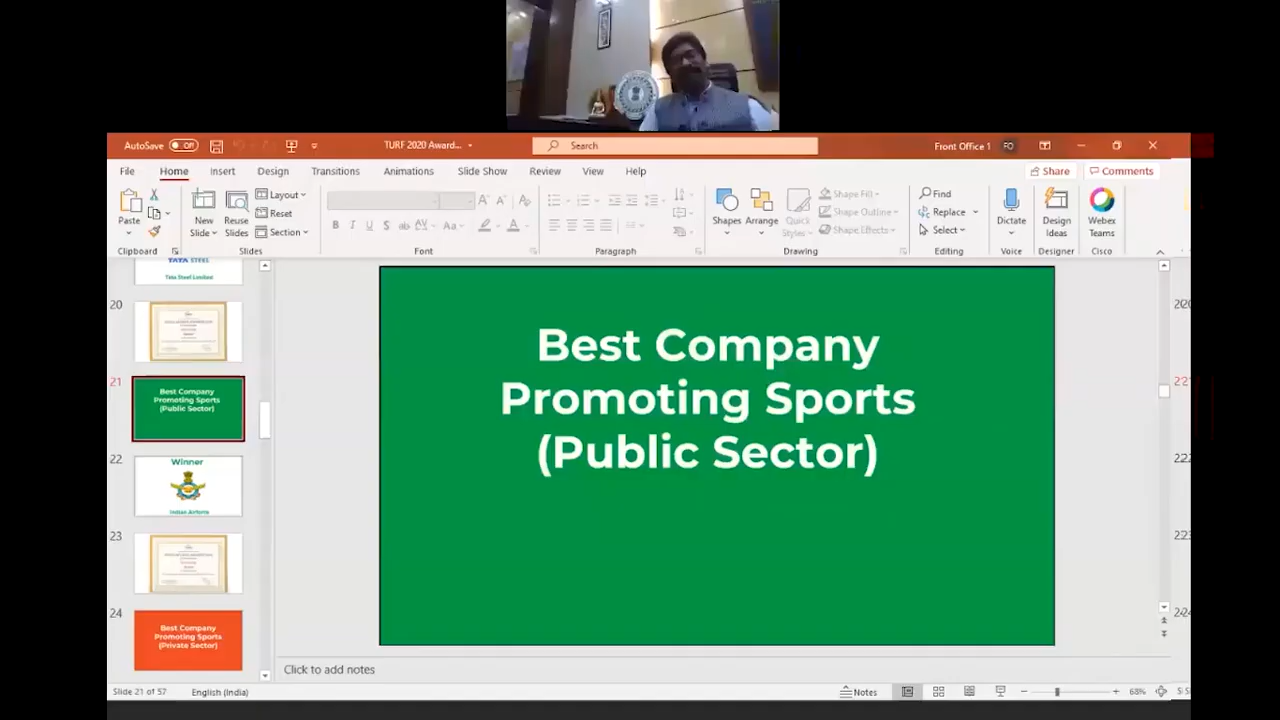 AutoSave Off TURF 2020 Award... Search Front Office 1 FO
File Home Insert Design Transitions Animations Slide Show Review View Help Share Comments
Paste New Slide Reuse Slides Layout Reset Section
B I U S ab AV Aa A
Shapes Arrange Quick Styles Shape Fill Shape Outline Shape Effects
Find Replace Select
Dictate Design Ideas Webex Teams
Clipboard Slides Font Paragraph Drawing Editing Voice Designer Cisco
TATA STEEL
Tata Steel Limited
20
21
Best Company
Promoting Sports
(Public Sector)
22
Winner
Indian Airforce
23
24
Best Company
Promoting Sports
(Private Sector)
Best Company
Promoting Sports
(Public Sector)
Click to add notes
Slide 21 of 57 English (India) Notes 68%